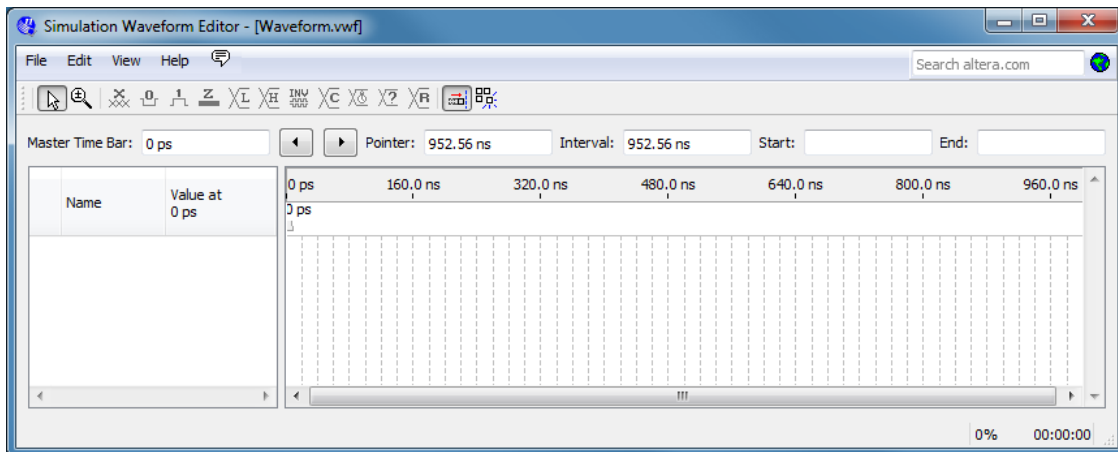 Simulation Waveform Editor - [Waveform.vwf]
File Edit View Help
Search altera.com
X 0 1 Z L H INV C ? R
Master Time Bar: 0 ps Pointer: 952.56 ns Interval: 952.56 ns Start: End:
Name Value at 0 ps
0 ps 160.0 ns 320.0 ns 480.0 ns 640.0 ns 800.0 ns 960.0 ns
0 ps
0% 00:00:00